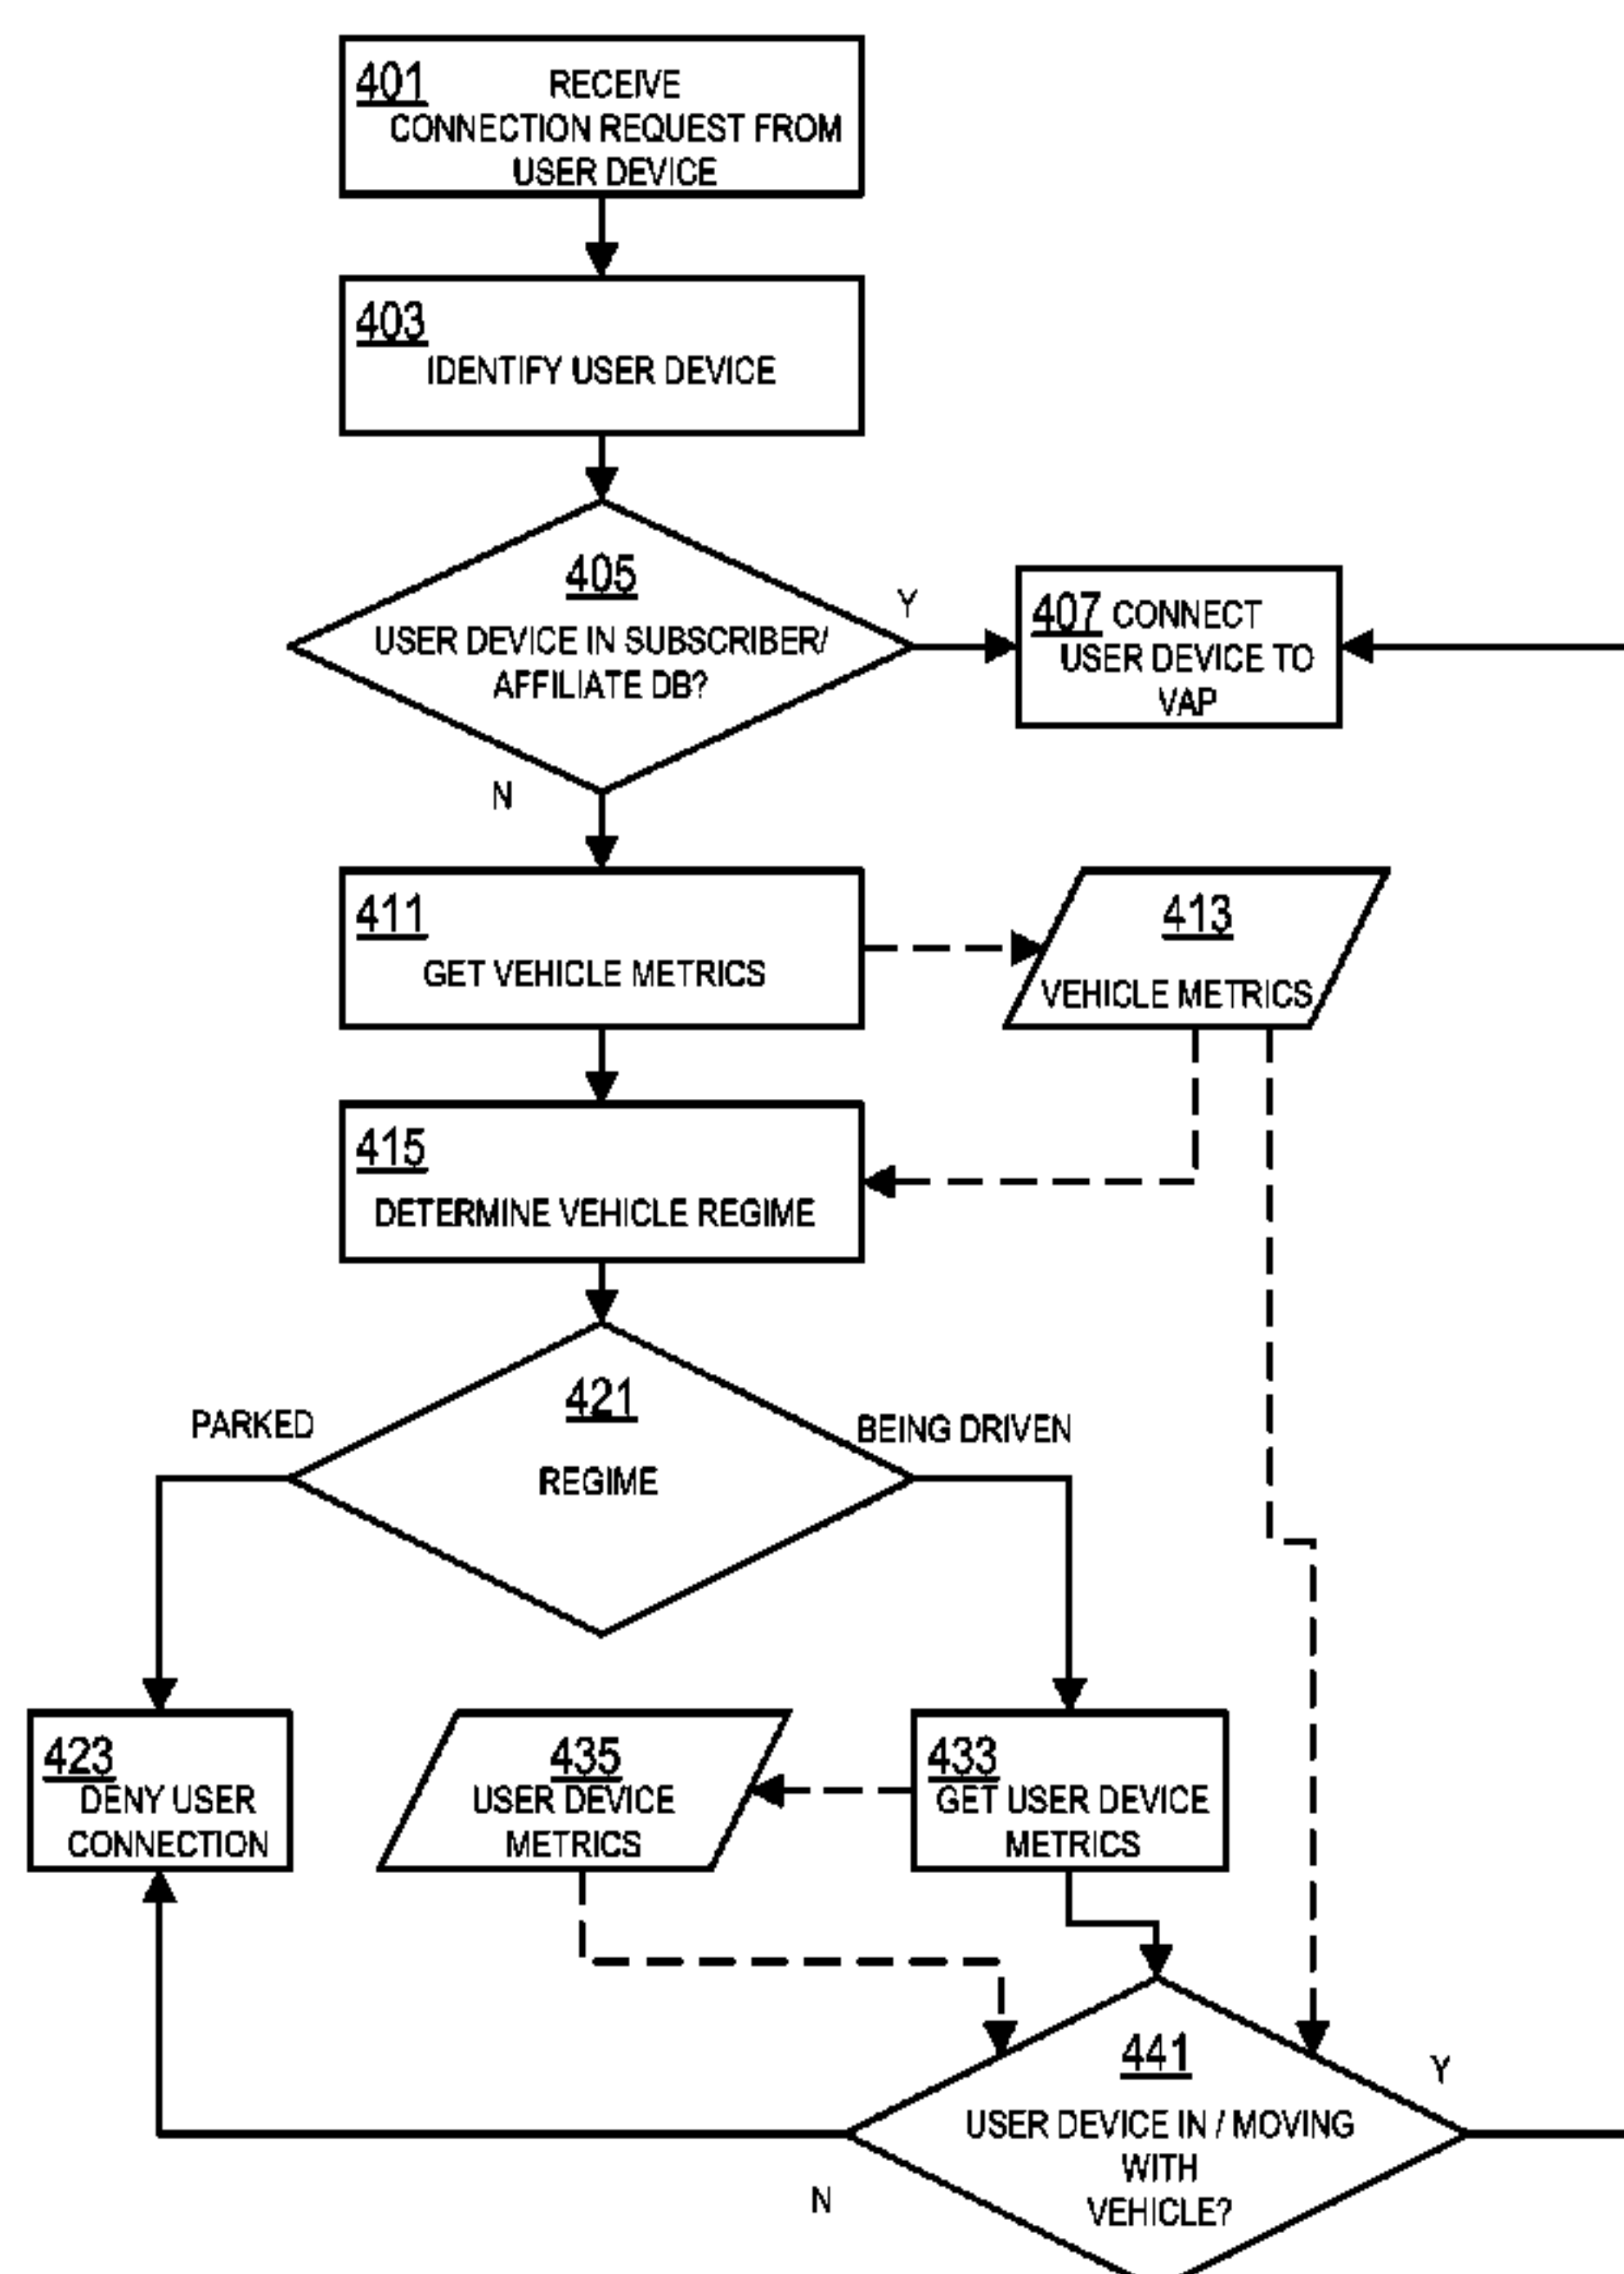 401 RECEIVE
CONNECTION REQUEST FROM
USER DEVICE
403
IDENTIFY USER DEVICE
405
USER DEVICE IN SUBSCRIBER/
AFFILIATE DB?
Y
N
407 CONNECT
USER DEVICE TO
VAP
411
GET VEHICLE METRICS
413
VEHICLE METRICS
415
DETERMINE VEHICLE REGIME
421
REGIME
PARKED
BEING DRIVEN
423
DENY USER
CONNECTION
435
USER DEVICE
METRICS
433
GET USER DEVICE
METRICS
441
USER DEVICE IN / MOVING
WITH
VEHICLE?
Y
N